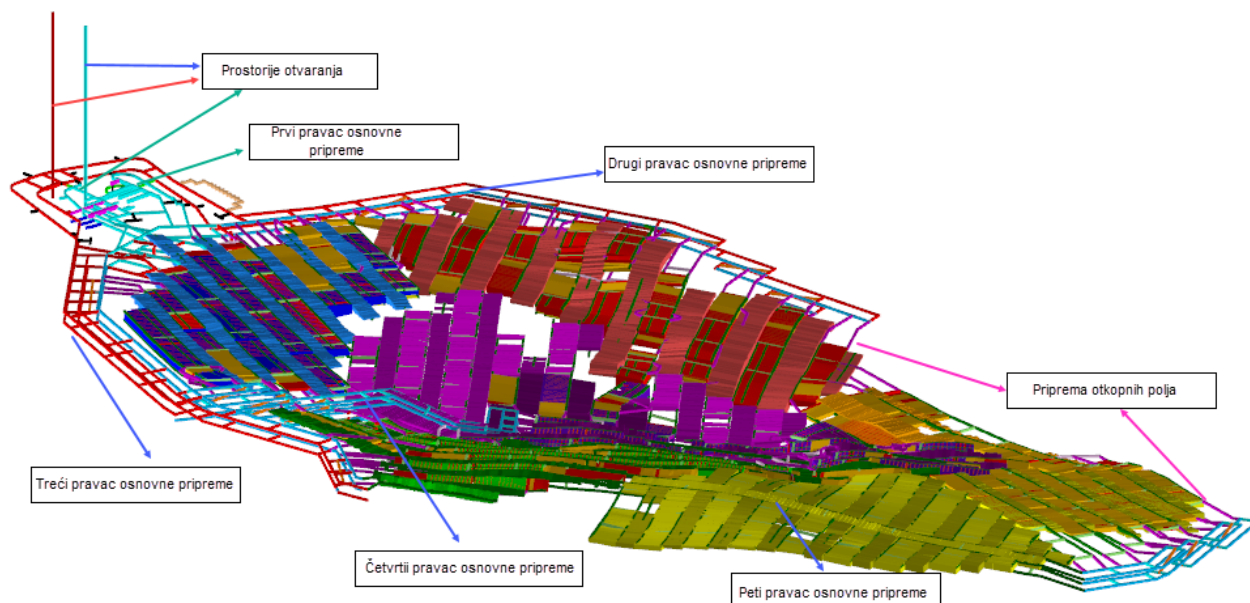 Prostorije otvaranja
Prvi pravac osnovne
pripreme
Drugi pravac osnovne pripreme
Priprema otkopnih polja
Treći pravac osnovne pripreme
Četvrtii pravac osnovne pripreme
Peti pravac osnovne pripreme